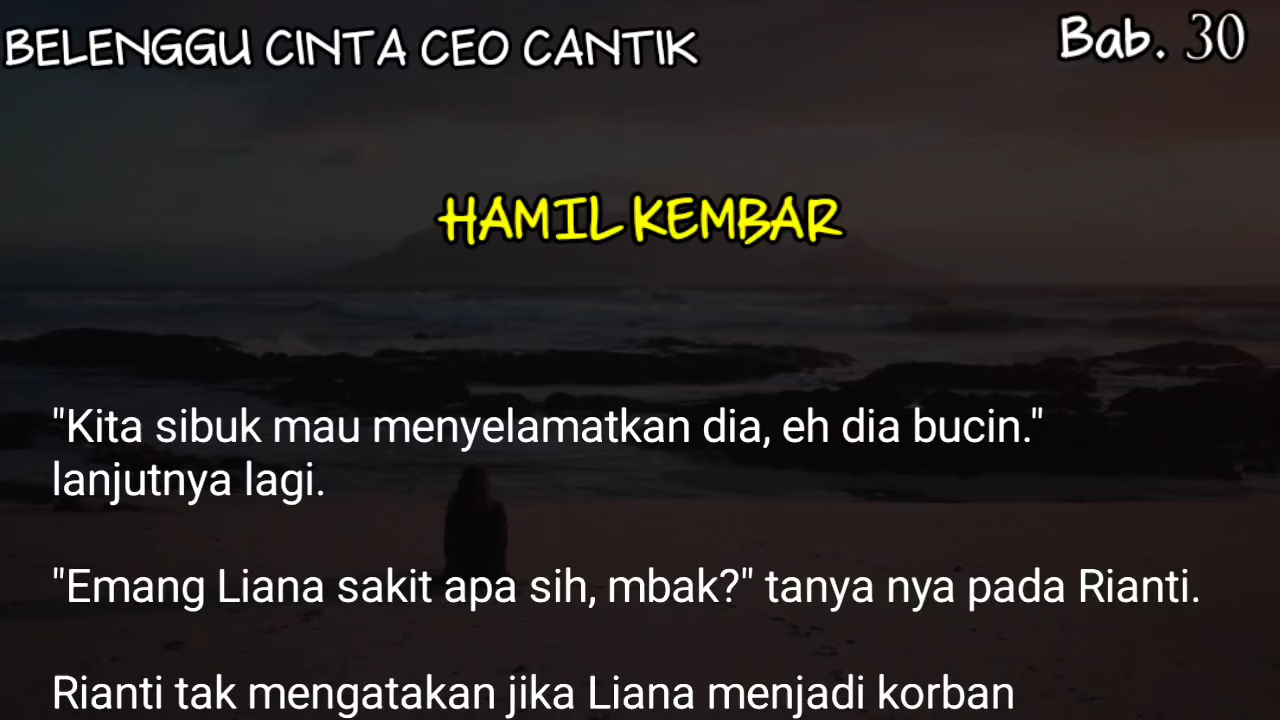 BELENGGU CINTA CEO CANTIK
Bab. 30
HAMIL KEMBAR
"Kita sibuk mau menyelamatkan dia, eh dia bucin."
lanjutnya lagi.
"Emang Liana sakit apa sih, mbak?" tanya nya pada Rianti.
Rianti tak mengatakan jika Liana menjadi korban